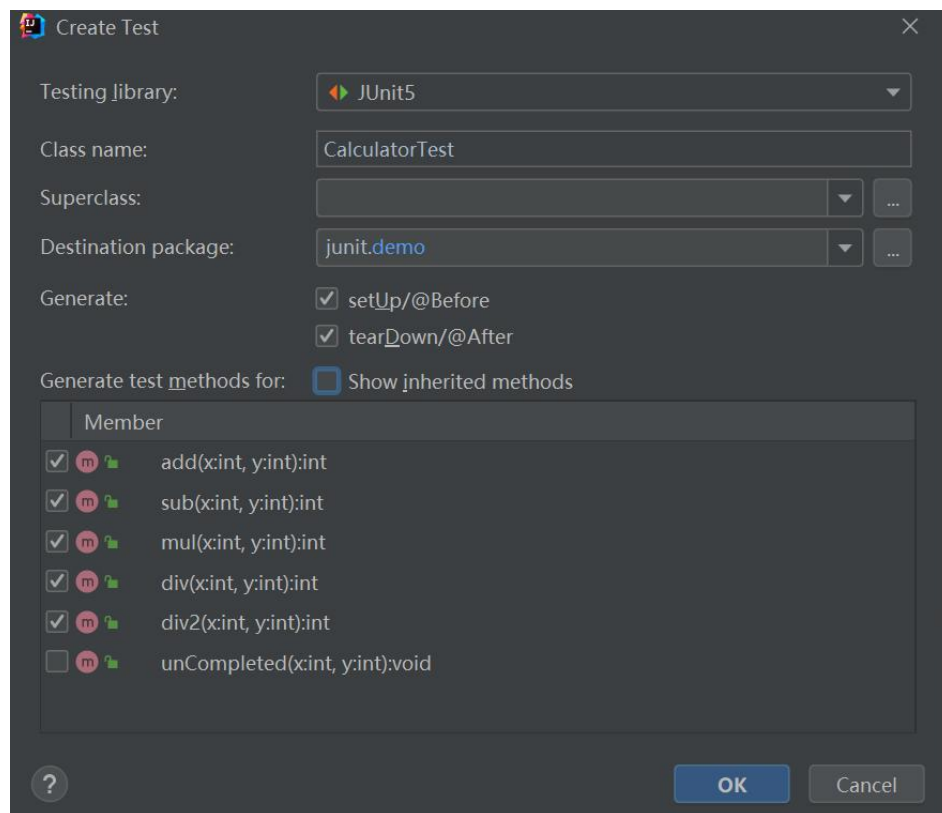 Create Test
Testing library: JUnit5
Class name: CalculatorTest
Superclass: ...
Destination package: junit.demo ...
Generate: setUp/@Before
tearDown/@After
Generate test methods for: Show inherited methods
Member
m add(x:int, y:int):int
m sub(x:int, y:int):int
m mul(x:int, y:int):int
m div(x:int, y:int):int
m div2(x:int, y:int):int
m unCompleted(x:int, y:int):void
? OK Cancel